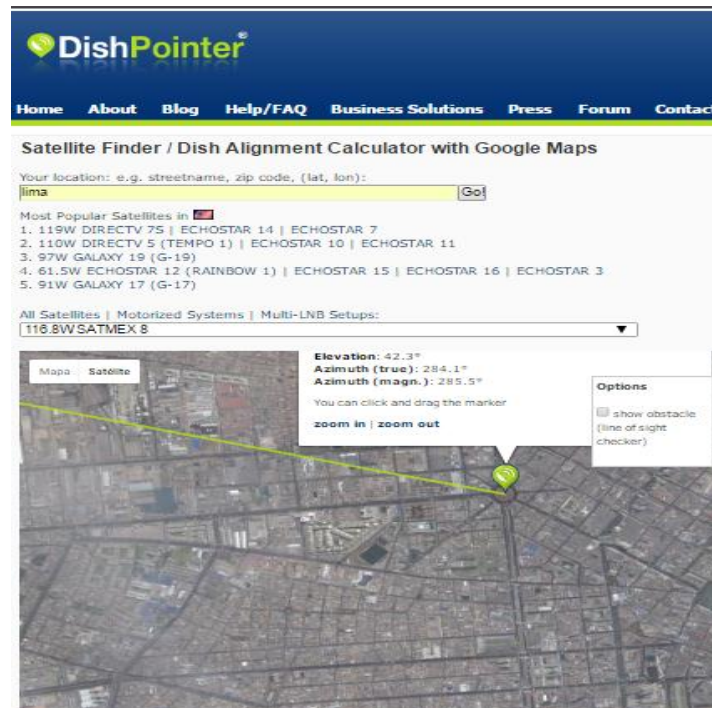 DishPointer®
Home About Blog Help/FAQ Business Solutions Press Forum Contact
Satellite Finder / Dish Alignment Calculator with Google Maps
Your location: e.g. streetname, zip code, (lat, lon):
lima Go!
Most Popular Satellites in
1. 119W DIRECTV 7S | ECHOSTAR 14 | ECHOSTAR 7
2. 110W DIRECTV 5 (TEMPO 1) | ECHOSTAR 10 | ECHOSTAR 11
3. 97W GALAXY 19 (G-19)
4. 61.5W ECHOSTAR 12 (RAINBOW 1) | ECHOSTAR 15 | ECHOSTAR 16 | ECHOSTAR 3
5. 91W GALAXY 17 (G-17)
All Satellites | Motorized Systems | Multi-LNB Setups:
116.8W SATMEX 8
Mapa Satélite
Elevation: 42.3°
Azimuth (true): 284.1°
Azimuth (magn.): 285.5°
You can click and drag the marker
zoom in | zoom out
Options
show obstacle
(line of sight
checker)